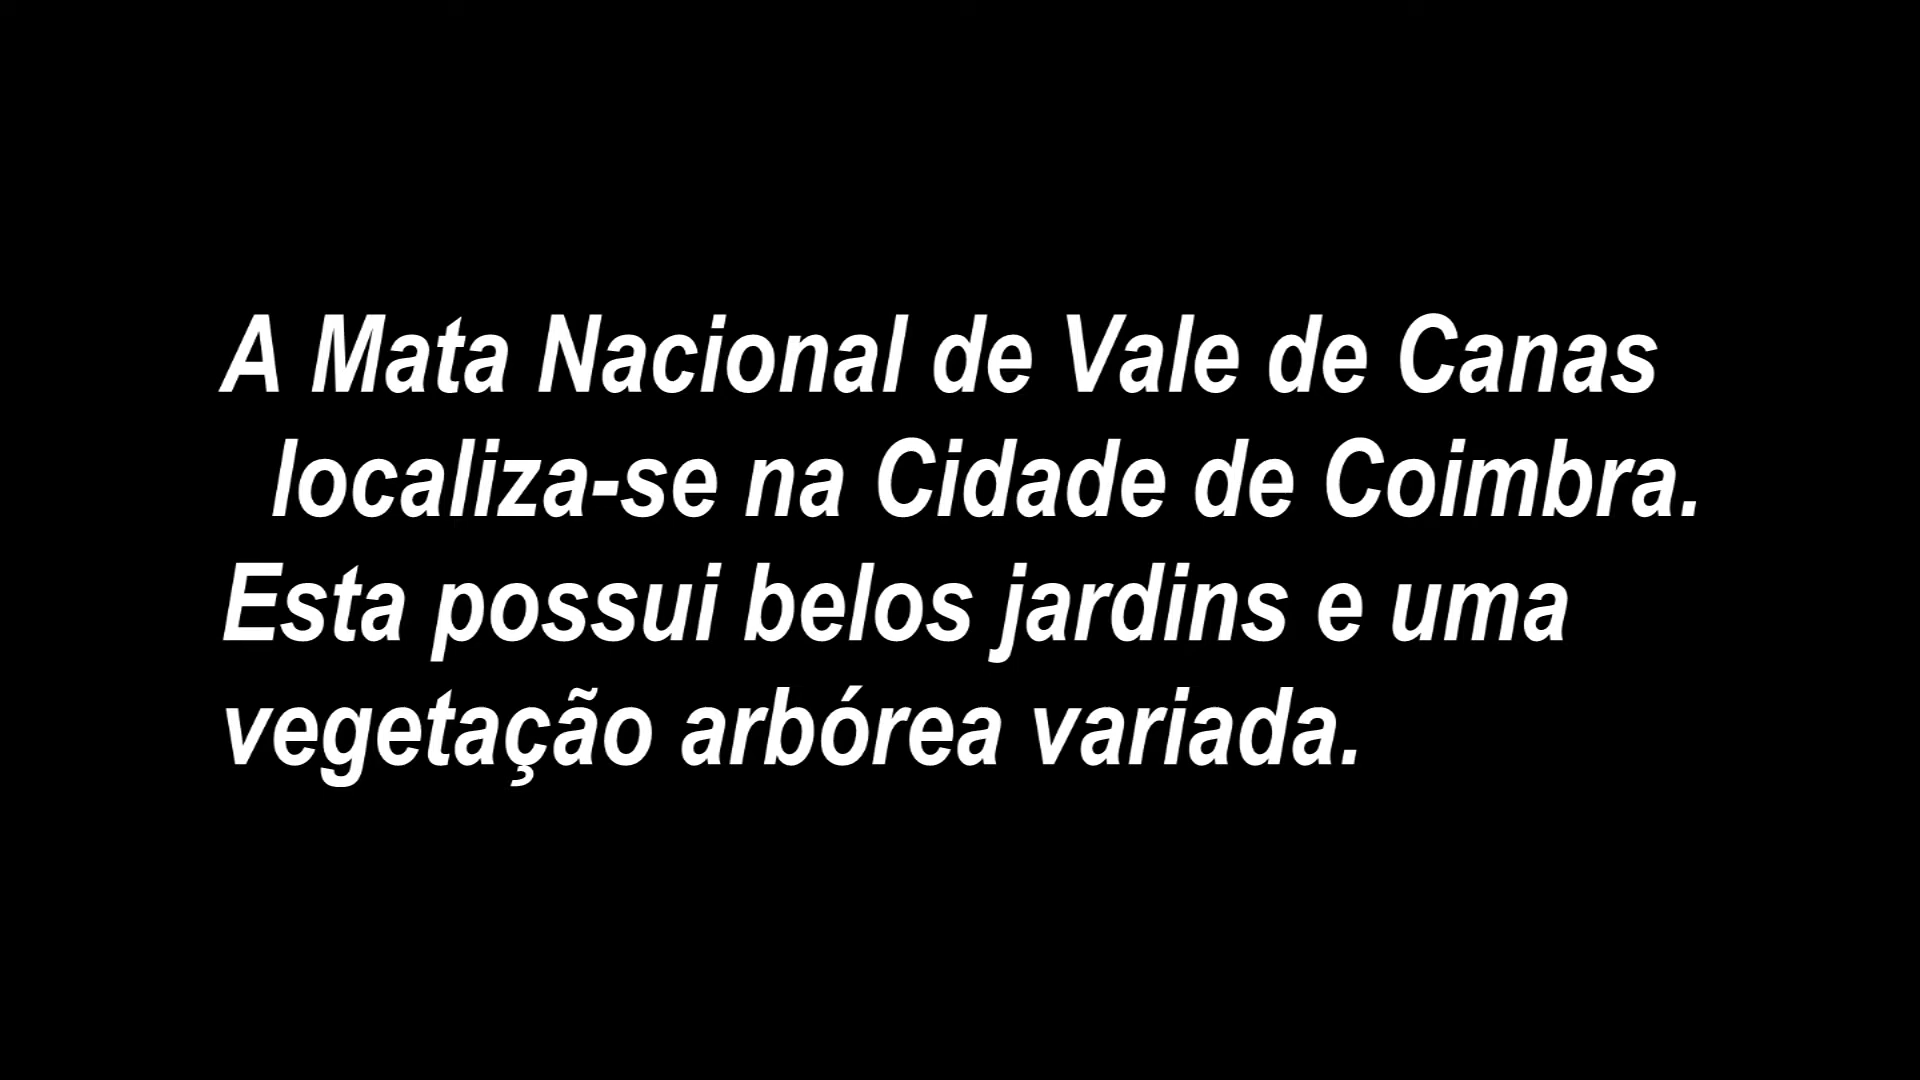 A Mata Nacional de Vale de Canas
localiza-se na Cidade de Coimbra.
Esta possui belos jardins e uma
vegetação arbórea variada.